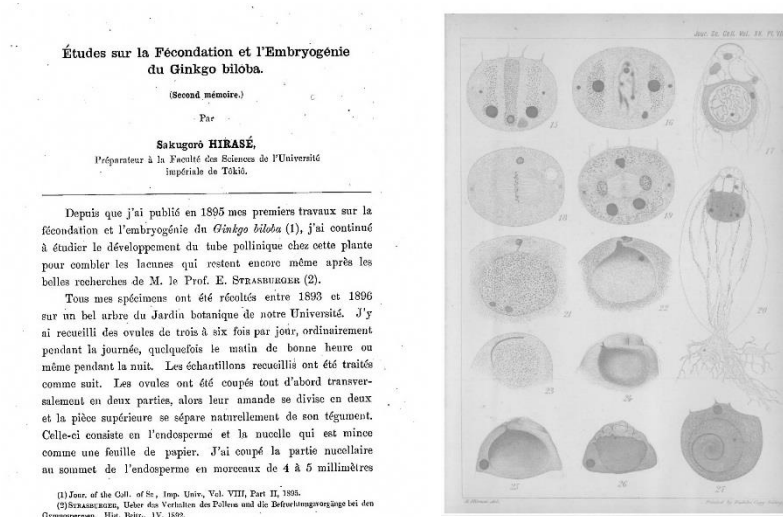 Études sur la Fécondation et l'Embryogénie
du Ginkgo biloba.
(Second mémoire.)
Par
Sakugorô HIRASÉ,
Préparateur à la Faculté des Sciences de l'Université
impériale de Tôkiô.
Depuis que j'ai publié en 1895 mes premiers travaux sur la
fécondation et l'embryogénie du Ginkgo biloba (1), j'ai continué
à étudier le développement du tube pollinique chez cette plante
pour combler les lacunes qui restent encore même après les
belles recherches de M. le Prof. E. STRASBURGER (2).
Tous mes spécimens ont été récoltés entre 1893 et 1896
sur un bel arbre du Jardin botanique de notre Université. J'y
ai recueilli des ovules de trois à six fois par jour, ordinairement
pendant la journée, quelquefois le matin de bonne heure ou
même pendant la nuit. Les échantillons recueillis ont été traités
comme suit. Les ovules ont été coupés tout d'abord transver-
salement en deux parties, alors leur amande se divise en deux
et la pièce supérieure se sépare naturellement de son tégument.
Celle-ci consiste en l'endosperme et la nucelle qui est mince
comme une feuille de papier. J'ai coupé la partie nucellaire
au sommet de l'endosperme en morceaux de 4 à 5 millimètres
(1) Jour. of the Coll. of Sc., Imp. Univ., Vol. VIII, Part II, 1895.
(2) STRASBURGER, Ueber das Verhalten des Pollens und die Befruchtungsvorgänge bei den
Gymnospermen. Hist. Beitr., IV. 1892.
Jour. Sc. Coll. Vol. XII. Pl. VIII
15
16
17
18
19
20
21
22
23
24
25
26
27